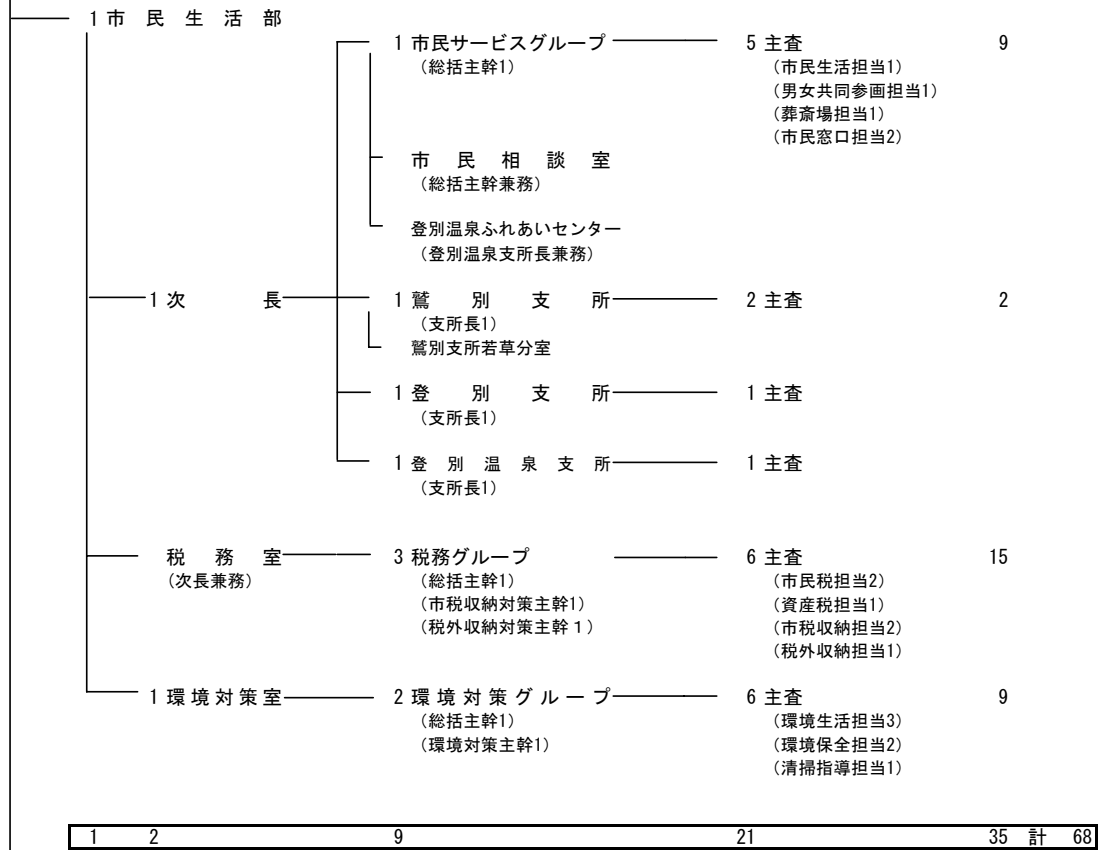 1 市民生活部
1 市民サービスグループ 5 主査 9
（総括主幹1） （市民生活担当1）
（男女共同参画担当1）
（葬斎場担当1）
（市民窓口担当2）
市民相談室
（総括主幹兼務）
登別温泉ふれあいセンター
（登別温泉支所長兼務）
1 次長 1 鷲別支所 2 主査 2
（支所長1）
鷲別支所若草分室
1 登別支所 1 主査
（支所長1）
1 登別温泉支所 1 主査
（支所長1）
税務室 3 税務グループ 6 主査 15
（次長兼務） （総括主幹1） （市民税担当2）
（市税収納対策主幹1） （資産税担当1）
（税外収納対策主幹１） （市税収納担当2）
（税外収納担当1）
1 環境対策室 2 環境対策グループ 6 主査 9
（総括主幹1） （環境生活担当3）
（環境対策主幹1） （環境保全担当2）
（清掃指導担当1）
1 2 9 21 35 計 68